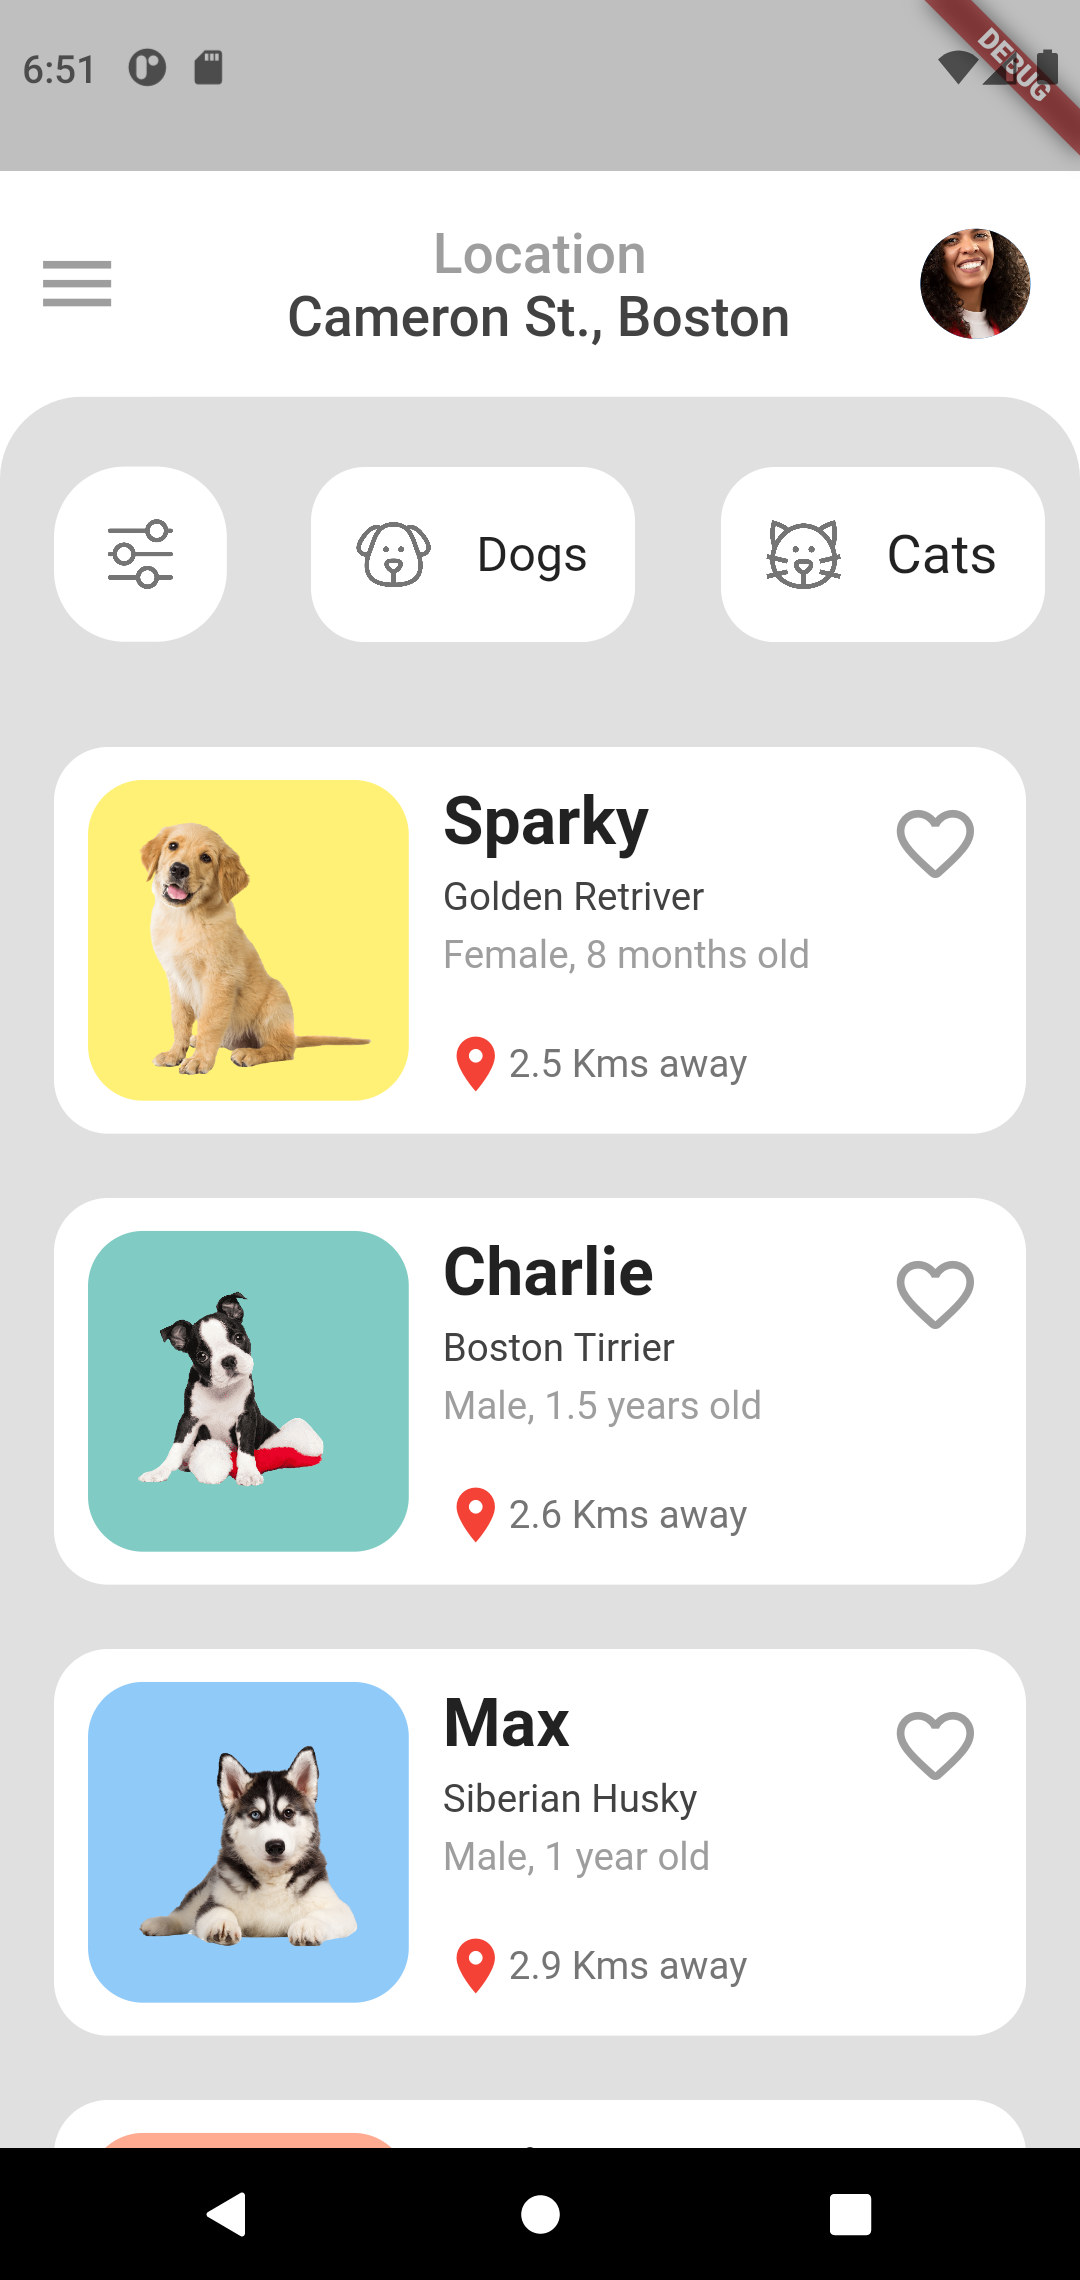 6:51
DEBUG
Location
Cameron St., Boston
Dogs
Cats
Sparky
Golden Retriver
Female, 8 months old
2.5 Kms away
Charlie
Boston Tirrier
Male, 1.5 years old
2.6 Kms away
Max
Siberian Husky
Male, 1 year old
2.9 Kms away